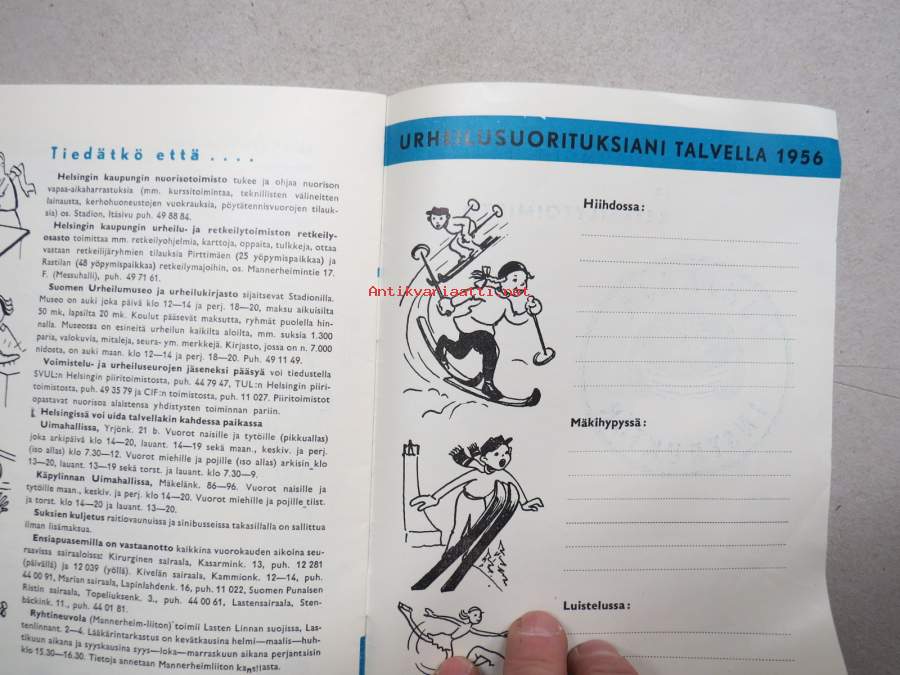 Tiedätkö että . . . .
Helsingin kaupungin nuorisotoimisto tukee ja ohjaa nuorison
vapaa-aikaharrastuksia (mm. kurssitoimintaa, teknillisten välineitten
lainausta, kerhohuoneustojen vuokrauksia, pöytätennisvuorojen tilauk-
sia) os. Stadion, Itäsivu puh. 49 88 84.
Helsingin kaupungin urheilu- ja retkeilytoimiston retkeily-
osasto toimittaa mm. retkeilyohjelmia, karttoja, oppaita, tulkkeja, ottaa
vastaan retkeilijäryhmien tilauksia Pirttimäen (25 yöpymispaikkaa) ja
Rastilan (48 yöpymispaikkaa) retkeilymajoihin, os. Mannerheimintie 17.
F. (Messuhalli), puh. 49 71 61.
Suomen Urheilumuseo ja urheilukirjasto sijaitsevat Stadionilla.
Museo on auki joka päivä klo 12—14 ja perj. 18—20, maksu aikuisilta
50 mk, lapsilta 20 mk. Koulut pääsevät maksutta, ryhmät puolella hin-
nalla. Museossa on esineitä urheilun kaikilta aloilta, mm. suksia 1.300
paria, valokuvia, mitaleja, seura- ym. merkkejä. Kirjasto, jossa on n. 7.000
nidosta, on auki maan. klo 12—14 ja perj. 18—20. Puh. 49 11 49.
Voimistelu- ja urheiluseurojen jäseneksi pääsyä voi tiedustella
SVUL:n Helsingin piiritoimistosta, puh. 44 79 47, TUL:n Helsingin piiri-
toimistosta, puh. 49 35 79 ja CIF:n toimistosta, puh. 11 027. Piiritoimistot
opastavat nuorisoa alaistensa yhdistysten toiminnan pariin.
Helsingissä voi uida talvellakin kahdessa paikassa
Uimahallissa, Yrjönk. 21 b. Vuorot naisille ja tytöille (pikkuallas)
joka arkipäivä klo 14—20, lauant. 14—19 sekä maan., keskiv. ja perj.
(iso allas) klo 7.30—12. Vuorot miehille ja pojille (iso allas) arkisin klo
13—20, lauant. 13—19 sekä torst. ja lauant. klo 7.30—9.
Käpylinnan Uimahallissa, Mäkelänk. 86—96. Vuorot naisille ja
tytöille maan., keskiv. ja perj. klo 14—20. Vuorot miehille ja pojille tiist.
ja torst. klo 14—20 ja lauant. 13—20.
Suksien kuljetus raitiovaunuissa ja sinibusseissa takasillalla on sallittua
ilman lisämaksua.
Ensiapuasemilla on vastaanotto kaikkina vuorokauden aikoina seu-
raavissa sairaaloissa: Kirurginen sairaala, Kasarmink. 13, puh. 12 281
(päivällä) ja 12 039 (yöllä). Kivelän sairaala, Kammionk. 12—14, puh.
44 00 91, Marian sairaala, Lapinlahdenk. 16, puh. 11 022, Suomen Punaisen
Ristin sairaala, Topeliuksenk. 3., puh. 44 00 61, Lastensairaala, Sten-
bäckink. 11., puh. 44 01 81.
Ryhtineuvola (Mannerheim-liiton) toimii Lasten Linnan suojissa, Las-
tenlinnant. 2—4. Lääkärintarkastus on kevätkausina helmi—maalis—huh-
tikuun aikana ja syyskausina syys—loka—marraskuun aikana perjantaisin
klo 15.30—16.30. Tietoja annetaan Mannerheimliiton kansliasta.
URHEILUSUORITUKSIANI TALVELLA 1956
Hiihdossa:
Antikvariaatti.net
Mäkihypyssä:
Luistelussa: